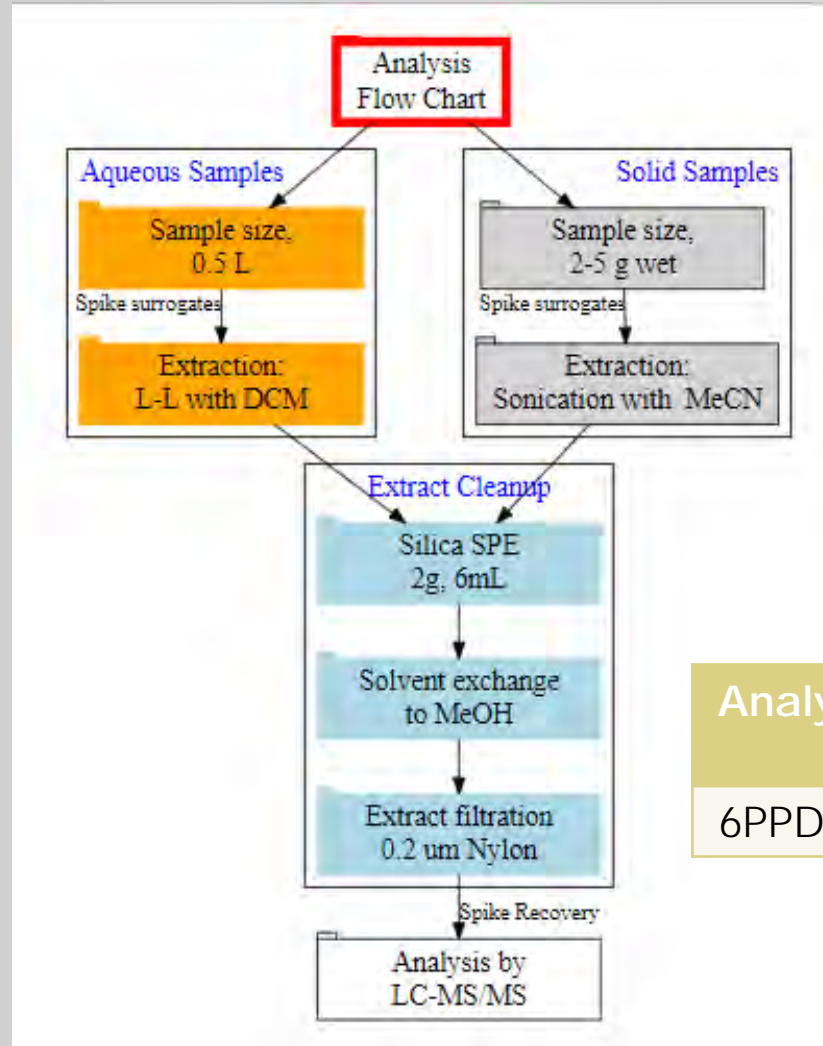 Analysis
Flow Chart
Aqueous Samples
Sample size,
0.5 L
Spike surrogates
Extraction:
L-L with DCM
Solid Samples
Sample size,
2-5 g wet
Spike surrogates
Extraction:
Sonication with MeCN
Extract Cleanup
Silica SPE
2g, 6mL
Solvent exchange
to MeOH
Extract filtration
0.2 um Nylon
Spike Recovery
Analysis by
LC-MS/MS
Analy
6PPD